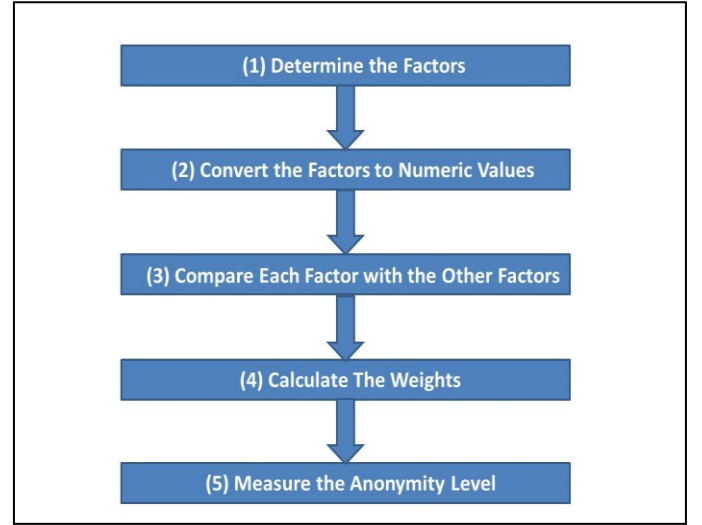 (1) Determine the Factors
(2) Convert the Factors to Numeric Values
(3) Compare Each Factor with the Other Factors
(4) Calculate The Weights
(5) Measure the Anonymity Level